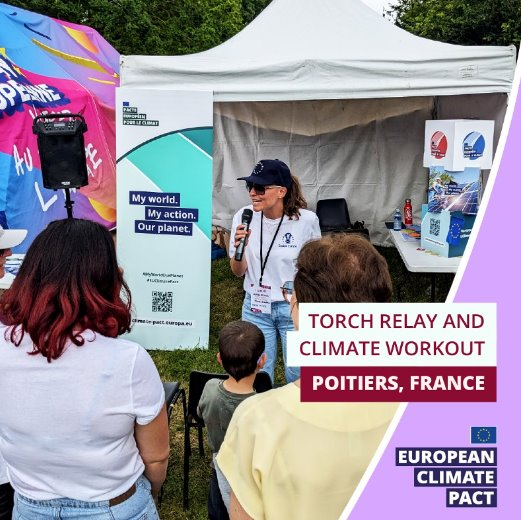 PACTE
EUROPÉEN
POUR LE CLIMAT
My world.
My action.
Our planet.
#MyWorldOurPlanet
climate-pact.europa.eu
TORCH RELAY AND
CLIMATE WORKOUT
POITIERS, FRANCE
EUROPEAN
CLIMATE
PACT